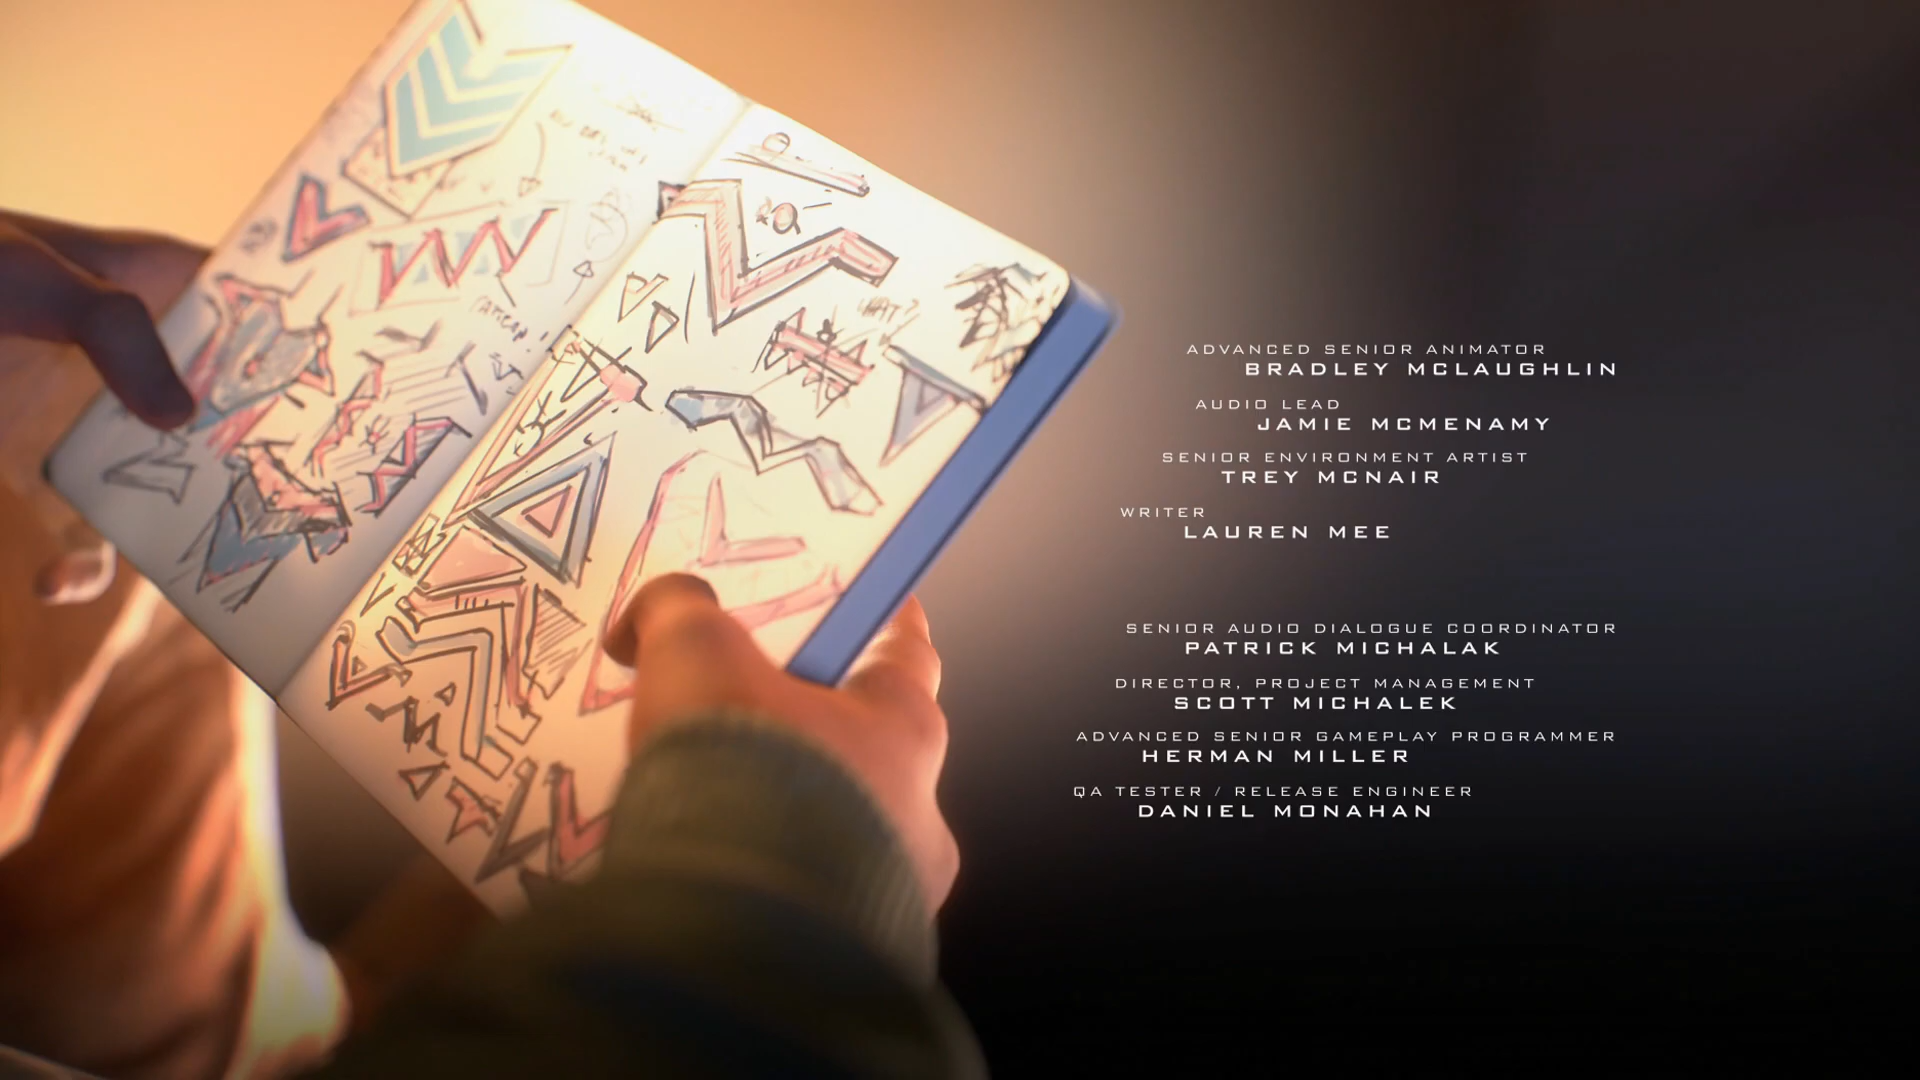 WHAT?
ADVANCED SENIOR ANIMATOR
BRADLEY MCLAUGHLIN
AUDIO LEAD
JAMIE MCMENAMY
SENIOR ENVIRONMENT ARTIST
TREY MCNAIR
WRITER
LAUREN MEE
SENIOR AUDIO DIALOGUE COORDINATOR
PATRICK MICHALAK
DIRECTOR, PROJECT MANAGEMENT
SCOTT MICHALEK
ADVANCED SENIOR GAMEPLAY PROGRAMMER
HERMAN MILLER
QA TESTER / RELEASE ENGINEER
DANIEL MONAHAN